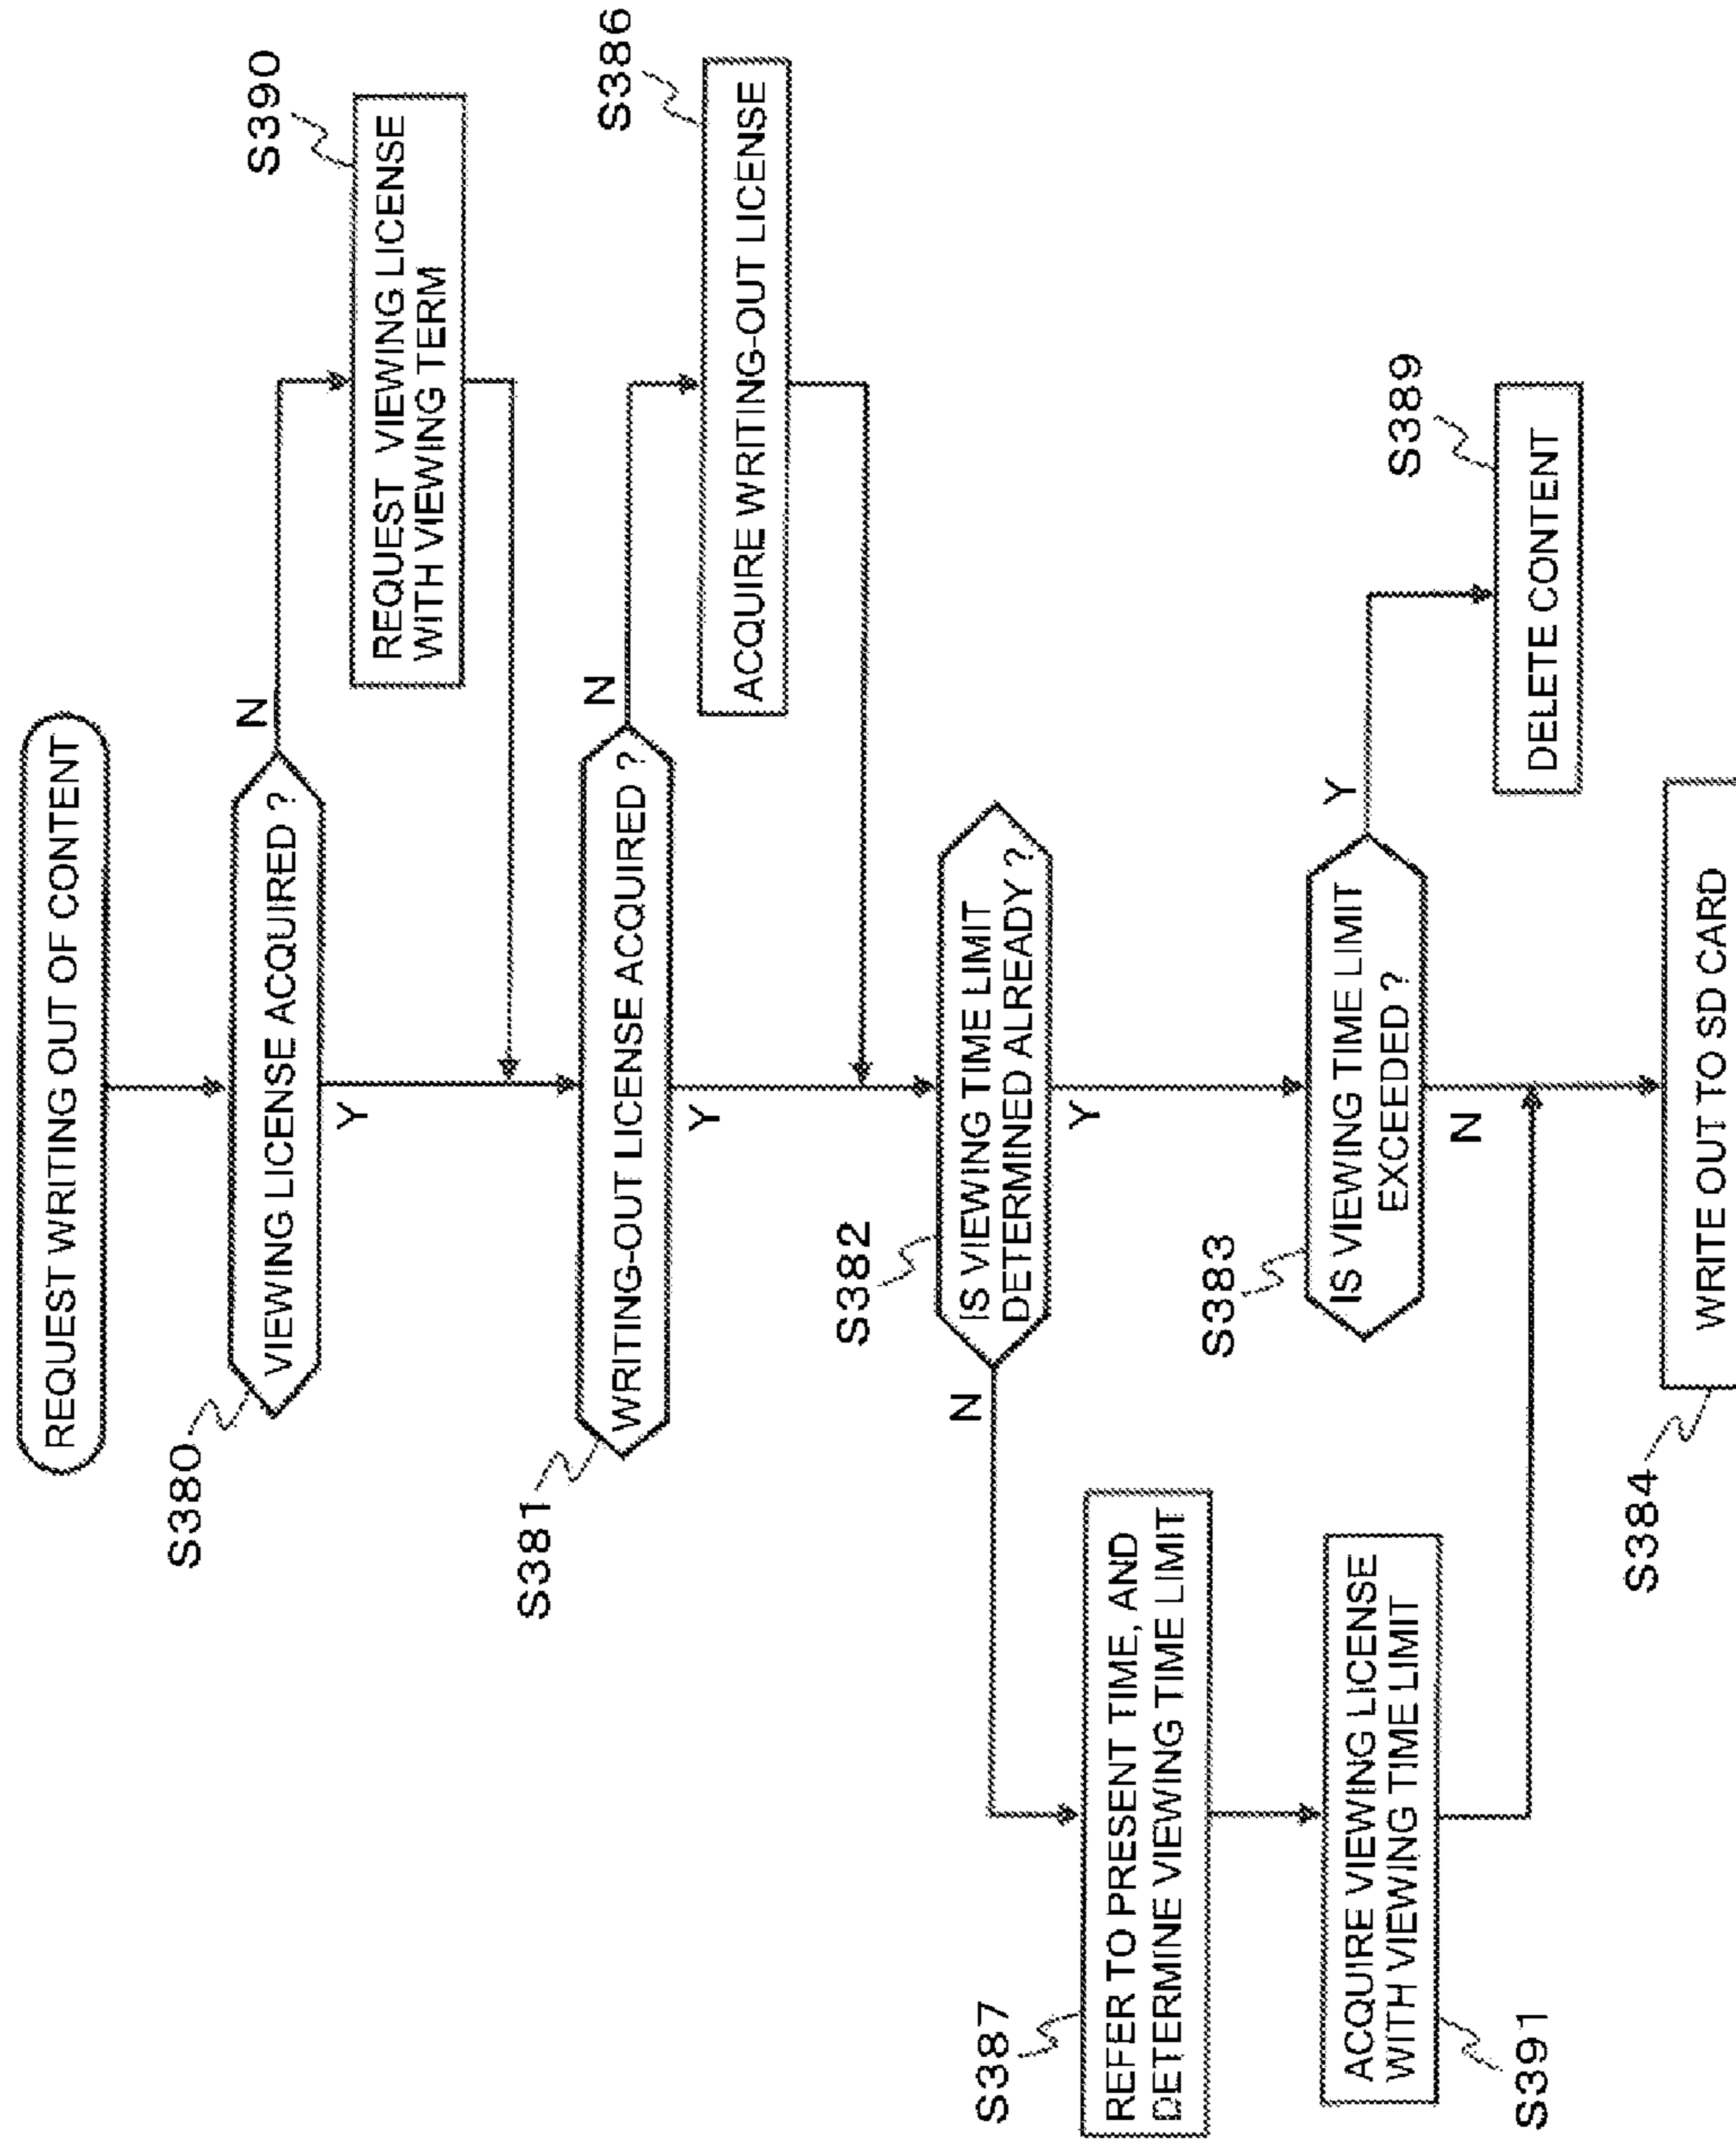 REQUEST WRITING OUT OF CONTENT
S380
VIEWING LICENSE ACQUIRED ?
N
S390
REQUEST VIEWING LICENSE
WITH VIEWING TERM
Y
S381
WRITING-OUT LICENSE ACQUIRED ?
N
S386
ACQUIRE WRITING-OUT LICENSE
Y
S382
IS VIEWING TIME LIMIT
DETERMINED ALREADY ?
N
Y
S387
REFER TO PRESENT TIME, AND
DETERMINE VIEWING TIME LIMIT
S383
IS VIEWING TIME LIMIT
EXCEEDED ?
Y
S389
DELETE CONTENT
N
S391
ACQUIRE VIEWING LICENSE
WITH VIEWING TIME LIMIT
S384
WRITE OUT TO SD CARD